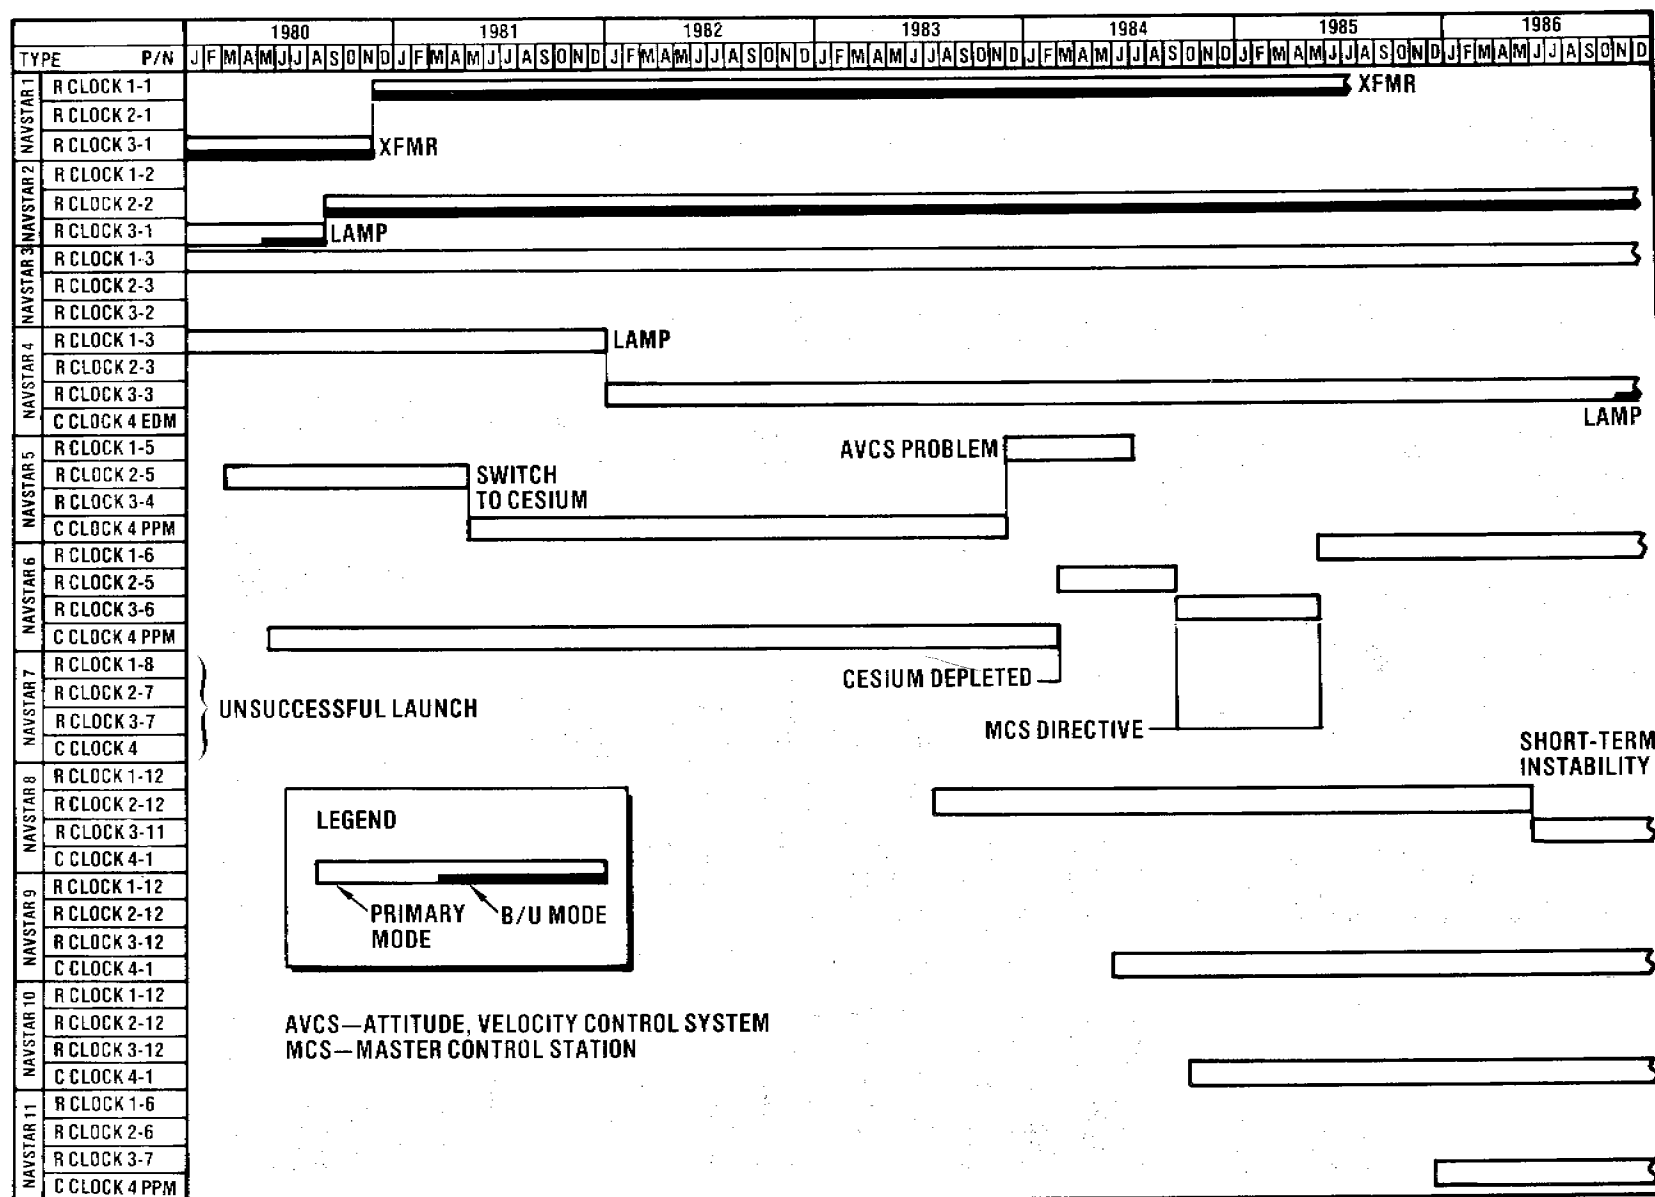 1980 1981 1982 1983 1984 1985 1986
TYPE P/N J F M A M J J A S O N D J F M A M J J A S O N D J F M A M J J A S O N D J F M A M J J A S O N D J F M A M J J A S O N D J F M A M J J A S O N D J F M A M J J A S O N D
NAVSTAR 1
R CLOCK 1-1 XFMR
R CLOCK 2-1
R CLOCK 3-1 XFMR
NAVSTAR 2
R CLOCK 1-2
R CLOCK 2-2
R CLOCK 3-1 LAMP
NAVSTAR 3
R CLOCK 1-3
R CLOCK 2-3
R CLOCK 3-2
NAVSTAR 4
R CLOCK 1-3 LAMP
R CLOCK 2-3
R CLOCK 3-3
C CLOCK 4 EDM LAMP
NAVSTAR 5
R CLOCK 1-5 AVCS PROBLEM
R CLOCK 2-5 SWITCH
R CLOCK 3-4 TO CESIUM
C CLOCK 4 PPM
NAVSTAR 6
R CLOCK 1-6
R CLOCK 2-5
R CLOCK 3-6
C CLOCK 4 PPM
NAVSTAR 7
R CLOCK 1-8 CESIUM DEPLETED
R CLOCK 2-7 UNSUCCESSFUL LAUNCH
R CLOCK 3-7 MCS DIRECTIVE
C CLOCK 4 SHORT-TERM
INSTABILITY
NAVSTAR 8
R CLOCK 1-12
R CLOCK 2-12
R CLOCK 3-11
C CLOCK 4-1
NAVSTAR 9
R CLOCK 1-12
R CLOCK 2-12
R CLOCK 3-12
C CLOCK 4-1
NAVSTAR 10
R CLOCK 1-12
R CLOCK 2-12
R CLOCK 3-12
C CLOCK 4-1
NAVSTAR 11
R CLOCK 1-6
R CLOCK 2-6
R CLOCK 3-7
C CLOCK 4 PPM
LEGEND
PRIMARY
MODE
B/U MODE
AVCS—ATTITUDE, VELOCITY CONTROL SYSTEM
MCS—MASTER CONTROL STATION